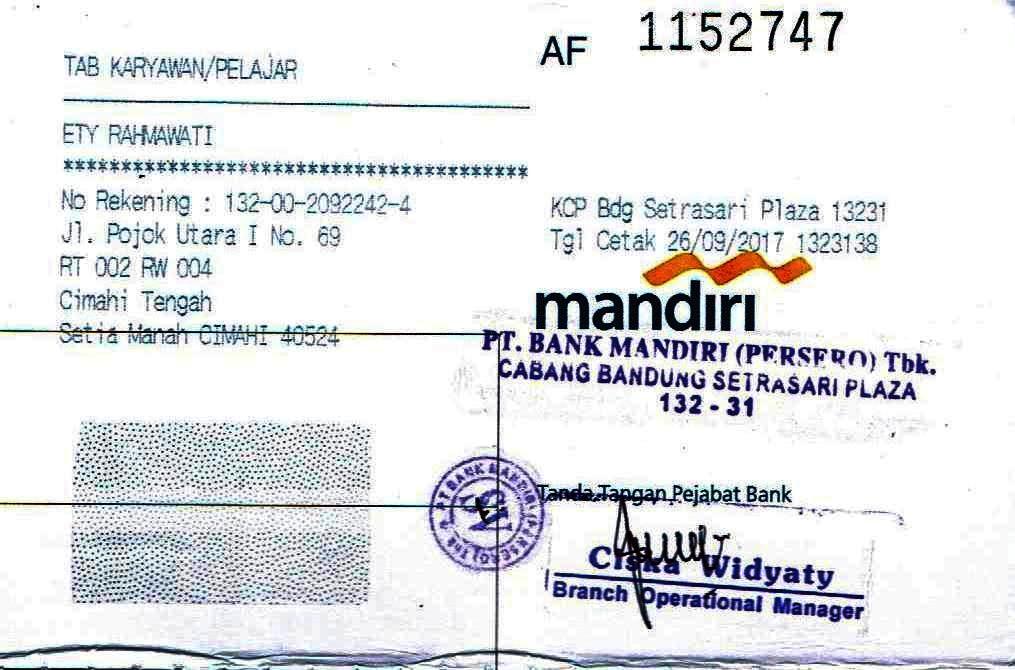 AF 1152747
TAB KARYAWAN/PELAJAR
ETY RAHMAWATI
****************************************
No Rekening : 132-00-2092242-4
Jl. Pojok Utara I No. 69
RT 002 RW 004
Cimahi Tengah
Setia Manah CIMAHI 40524
KCP Bdg Setrasari Plaza 13231
Tgl Cetak 26/09/2017 1323138
mandiri
PT. BANK MANDIRI (PERSERO) Tbk.
CABANG BANDUNG SETRASARI PLAZA
132 - 31
PT BANK MANDIRI (PERSERO) Tbk
Tanda Tangan Pejabat Bank
Ciska Widyaty
Branch Operational Manager